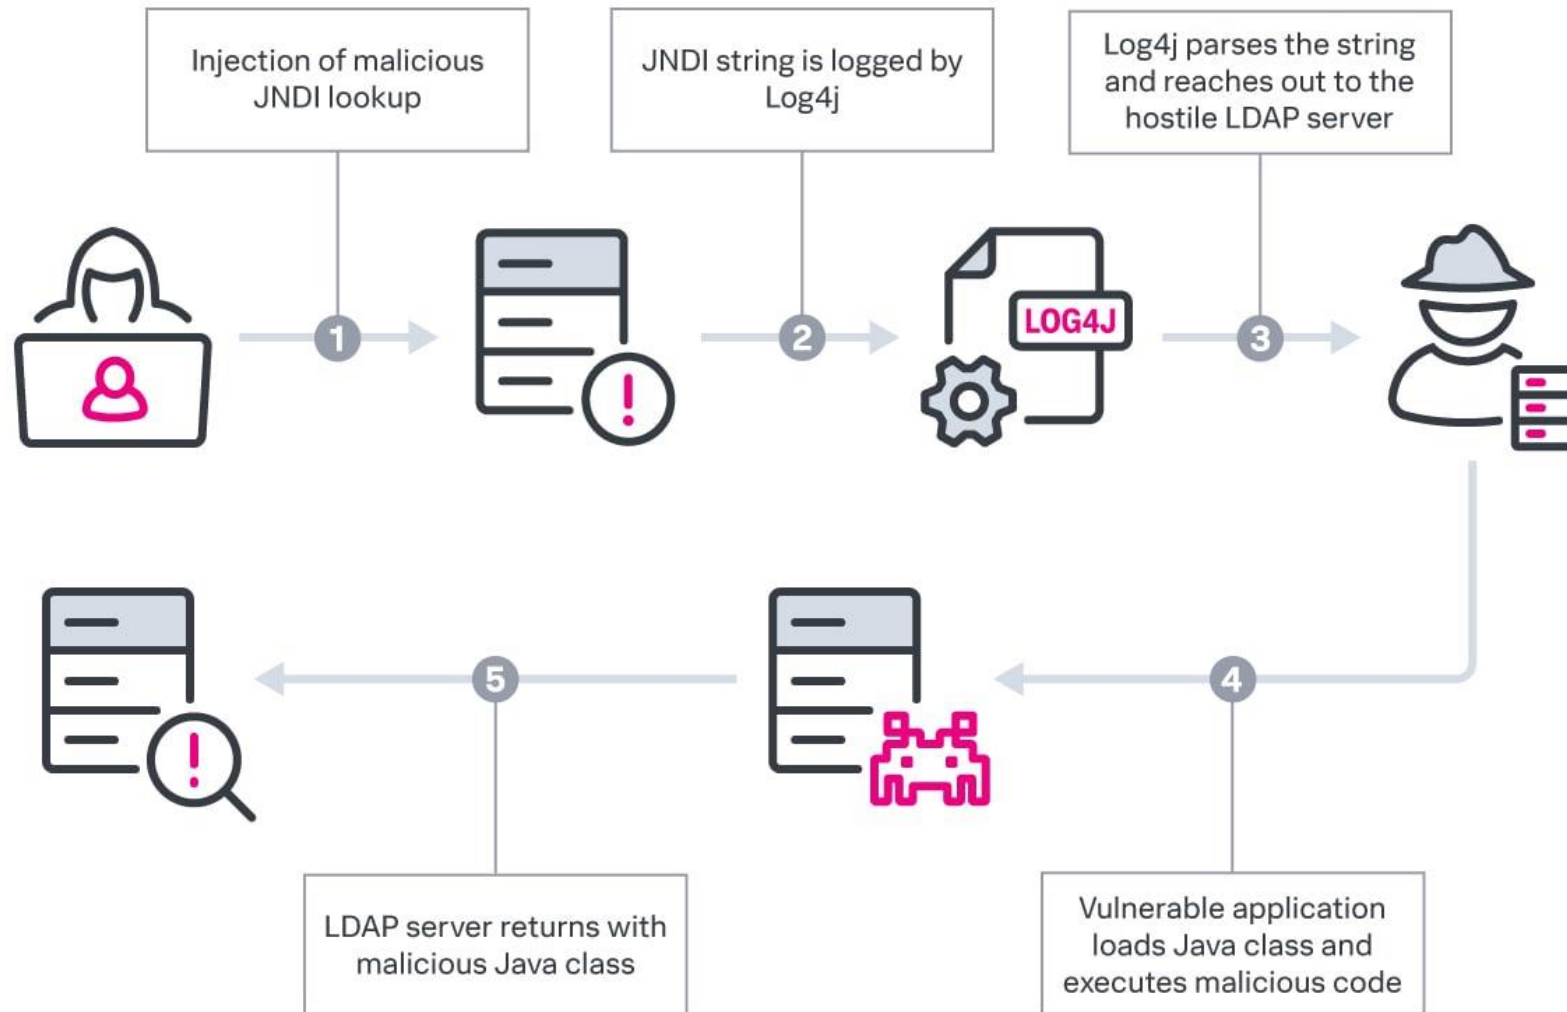 Injection of malicious
JNDI lookup
JNDI string is logged by
Log4j
Log4j parses the string
and reaches out to the
hostile LDAP server
1
2
LOG4J
3
5
4
LDAP server returns with
malicious Java class
Vulnerable application
loads Java class and
executes malicious code